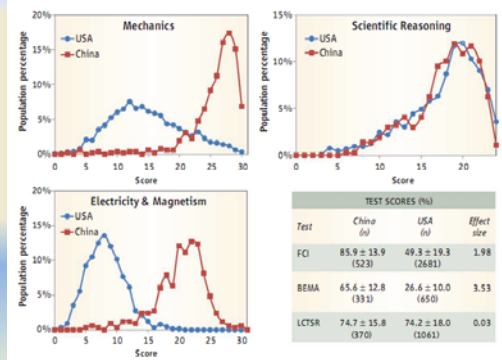 Mechanics
USA
China
Population percentage
20%
15%
10%
5%
0%
0 5 10 15 20 25 30
Score
Scientific Reasoning
USA
China
Population percentage
15%
10%
5%
0%
0 5 10 15 20
Score
Electricity & Magnetism
USA
China
Population percentage
20%
15%
10%
5%
0%
0 5 10 15 20 25 30
Score
TEST SCORES (%)
Test China (n) USA (n) Effect size
FCI 85.9 ± 13.9 (523) 49.3 ± 19.3 (2681) 1.98
BEMA 65.6 ± 12.8 (331) 26.6 ± 10.0 (650) 3.53
LCTSR 74.7 ± 15.8 (370) 74.2 ± 18.0 (1061) 0.03